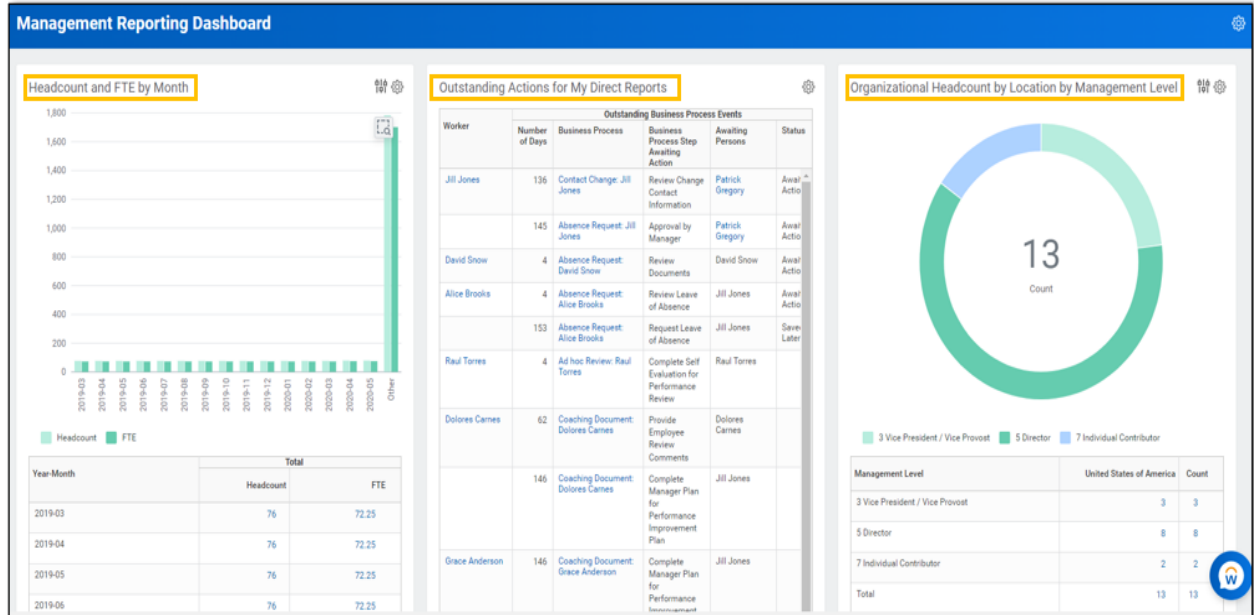 Management Reporting Dashboard
Headcount and FTE by Month
1,800
1,600
1,400
1,200
1,000
800
600
400
200
0
2019-03
2019-04
2019-05
2019-06
2019-07
2019-08
2019-09
2019-10
2019-11
2019-12
2020-01
2020-02
2020-03
2020-04
2020-05
Other
Headcount FTE
Year-Month Total
Headcount FTE
2019-03 76 72.25
2019-04 76 72.25
2019-05 76 72.25
2019-06 76 72.25
Outstanding Actions for My Direct Reports
Outstanding Business Process Events
Worker Number Business Process Business Awaiting Status
of Days Process Step Persons
Awaiting
Action
Jill Jones 136 Contact Change: Jill Review Change Patrick Await
Jones Contact Gregory Actio
Information
145 Absence Request: Jill Approval by Patrick Await
Jones Manager Gregory Actio
David Snow 4 Absence Request: Review David Snow Await
David Snow Documents Actio
Alice Brooks 4 Absence Request: Review Leave Jill Jones Await
Alice Brooks of Absence Actio
153 Absence Request: Request Leave Jill Jones Save
Alice Brooks of Absence Later
Raul Torres 4 Ad hoc Review: Raul Complete Self Raul Torres
Torres Evaluation for
Performance
Review
Dolores Carnes 62 Coaching Document: Provide Dolores
Dolores Carnes Employee Carnes
Review
Comments
146 Coaching Document: Complete Jill Jones
Dolores Carnes Manager Plan
for
Performance
Improvement
Plan
Grace Anderson 146 Coaching Document: Complete Jill Jones
Grace Anderson Manager Plan
for
Performance
Improvement
Organizational Headcount by Location by Management Level
13
Count
3 Vice President / Vice Provost 5 Director 7 Individual Contributor
Management Level United States of America Count
3 Vice President / Vice Provost 3 3
5 Director 8 8
7 Individual Contributor 2 2
Total 13 13
W